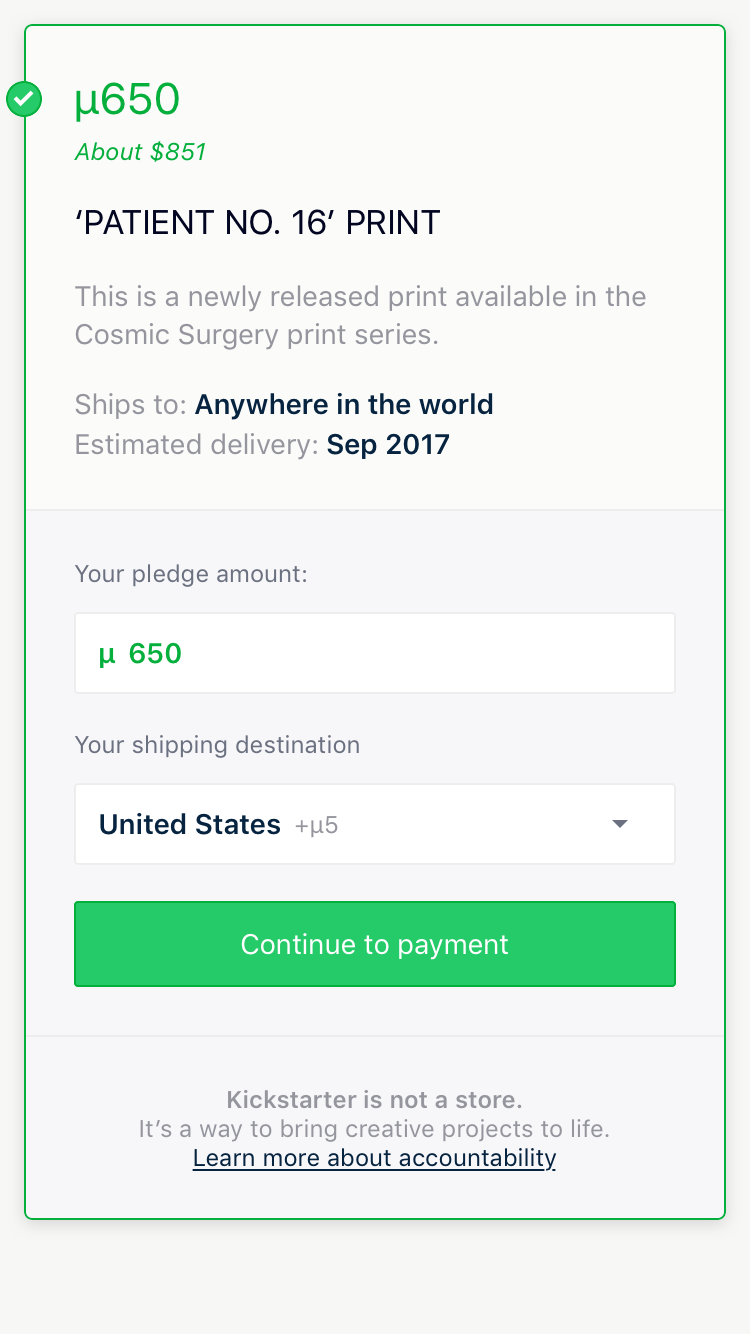 µ650
About $851
‘PATIENT NO. 16’ PRINT
This is a newly released print available in the
Cosmic Surgery print series.
Ships to: Anywhere in the world
Estimated delivery: Sep 2017
Your pledge amount:
µ 650
Your shipping destination
United States +µ5
Continue to payment
Kickstarter is not a store.
It’s a way to bring creative projects to life.
Learn more about accountability